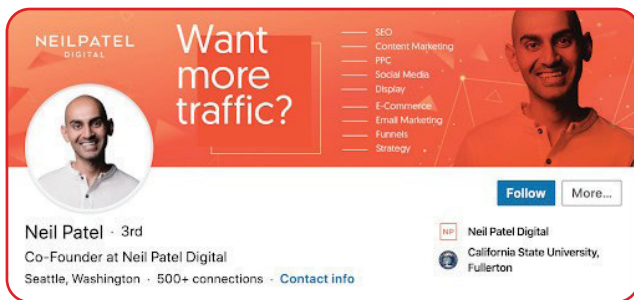 NEILPATEL
DIGITAL
Want
more
traffic?
SEO
Content Marketing
PPC
Social Media
Display
E-Commerce
Email Marketing
Funnels
Strategy
Follow
More...
Neil Patel · 3rd
Co-Founder at Neil Patel Digital
Seattle, Washington · 500+ connections · Contact info
NP Neil Patel Digital
California State University,
Fullerton